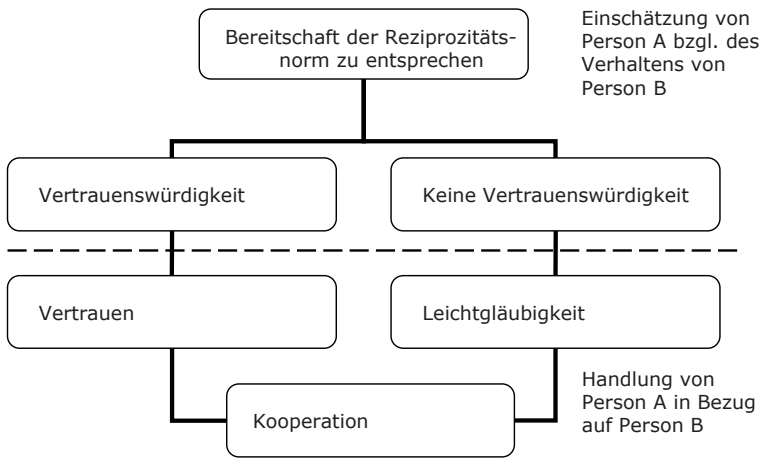 Bereitschaft der Reziprozitäts-
norm zu entsprechen
Einschätzung von
Person A bzgl. des
Verhaltens von
Person B
Vertrauenswürdigkeit
Keine Vertrauenswürdigkeit
Vertrauen
Leichtgläubigkeit
Kooperation
Handlung von
Person A in Bezug
auf Person B